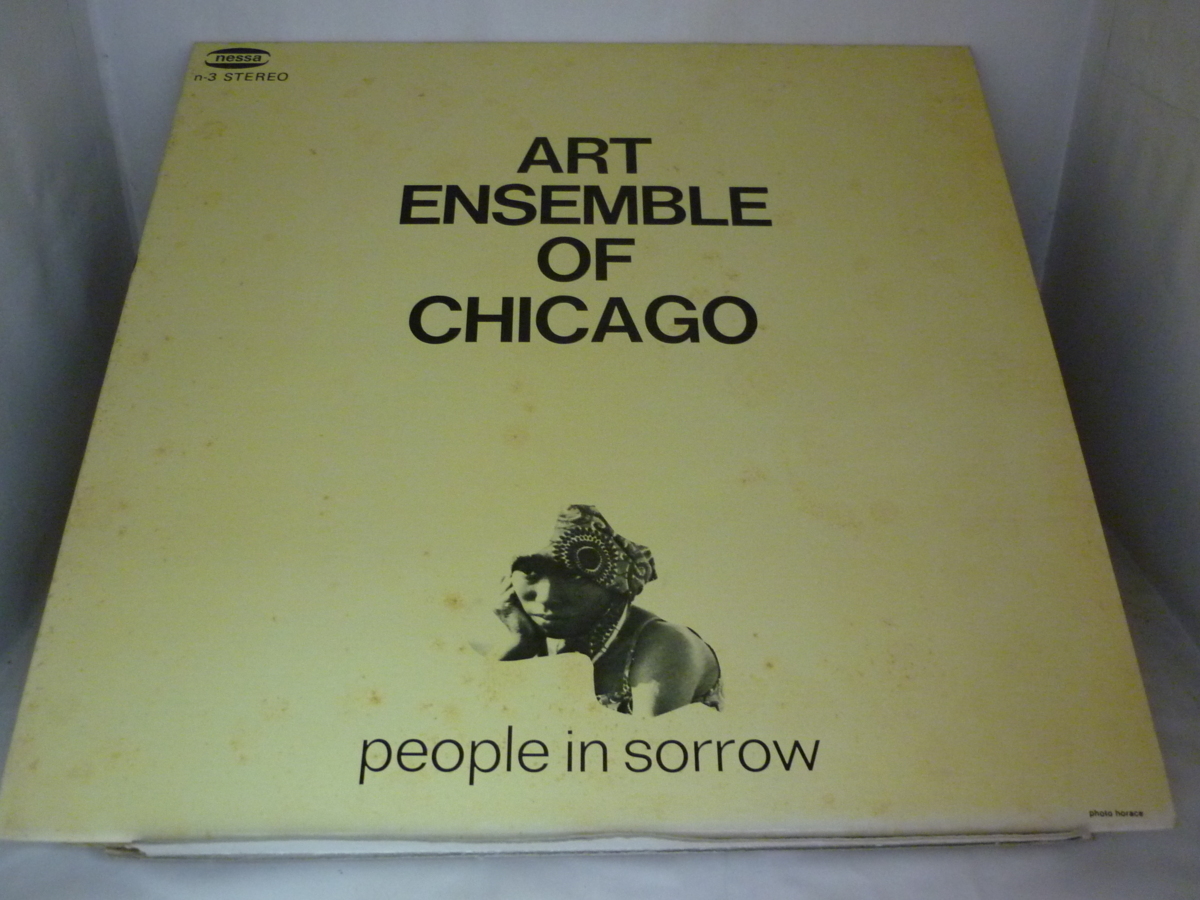 nessa
n-3 STEREO
ART
ENSEMBLE
OF
CHICAGO
people in sorrow
photo horace